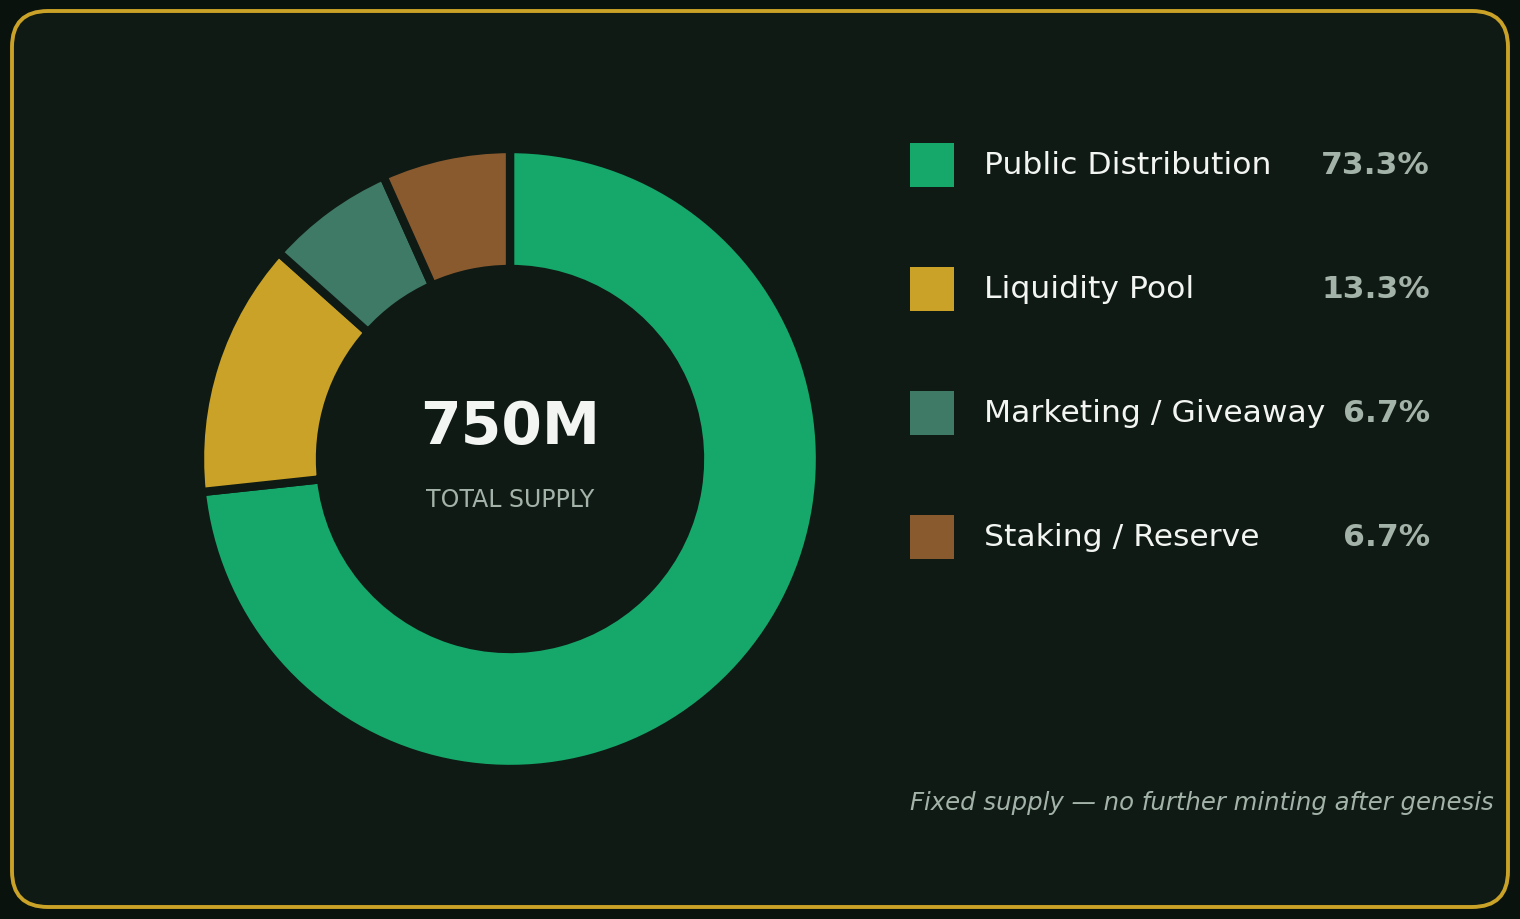 750M
TOTAL SUPPLY
Public Distribution 73.3%
Liquidity Pool 13.3%
Marketing / Giveaway 6.7%
Staking / Reserve 6.7%
Fixed supply — no further minting after genesis